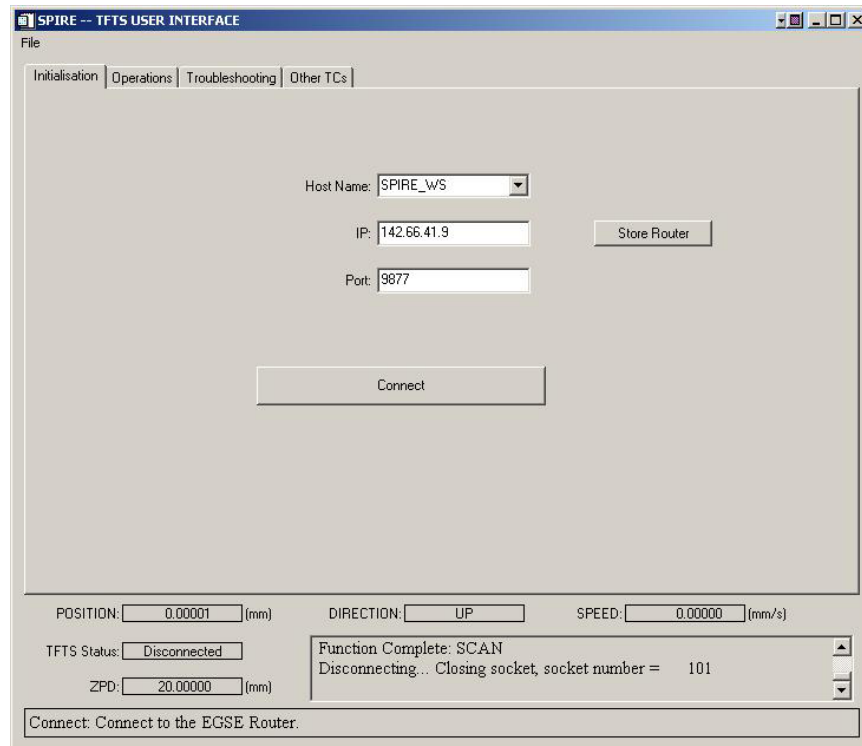 SPIRE -- TFTS USER INTERFACE
File
Initialisation Operations Troubleshooting Other TCs
Host Name: SPIRE_WS
IP: 142.66.41.9 Store Router
Port: 9877
Connect
POSITION: 0.00001 (mm) DIRECTION: UP SPEED: 0.00000 (mm/s)
TFTS Status: Disconnected
ZPD: 20.00000 (mm)
Function Complete: SCAN
Disconnecting... Closing socket, socket number = 101
Connect: Connect to the EGSE Router.